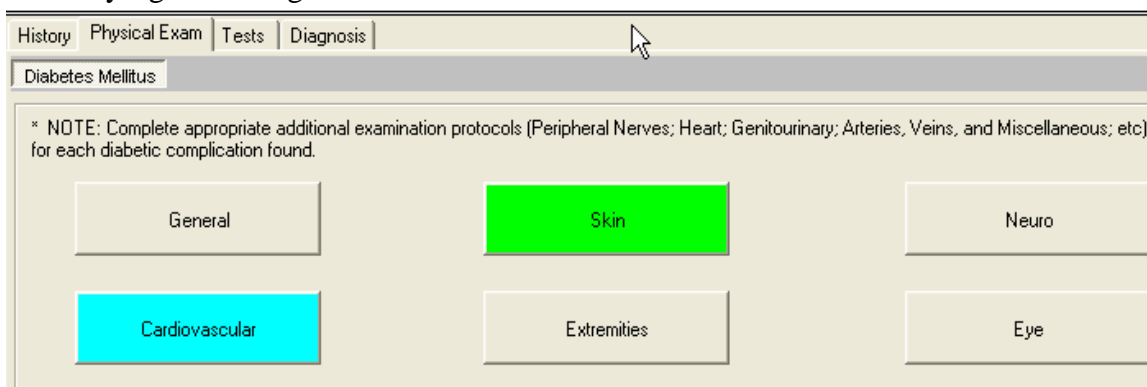 History Physical Exam Tests Diagnosis
Diabetes Mellitus
* NOTE: Complete appropriate additional examination protocols (Peripheral Nerves; Heart; Genitourinary; Arteries, Veins, and Miscellaneous; etc)
for each diabetic complication found.
General Skin Neuro
Cardiovascular Extremities Eye